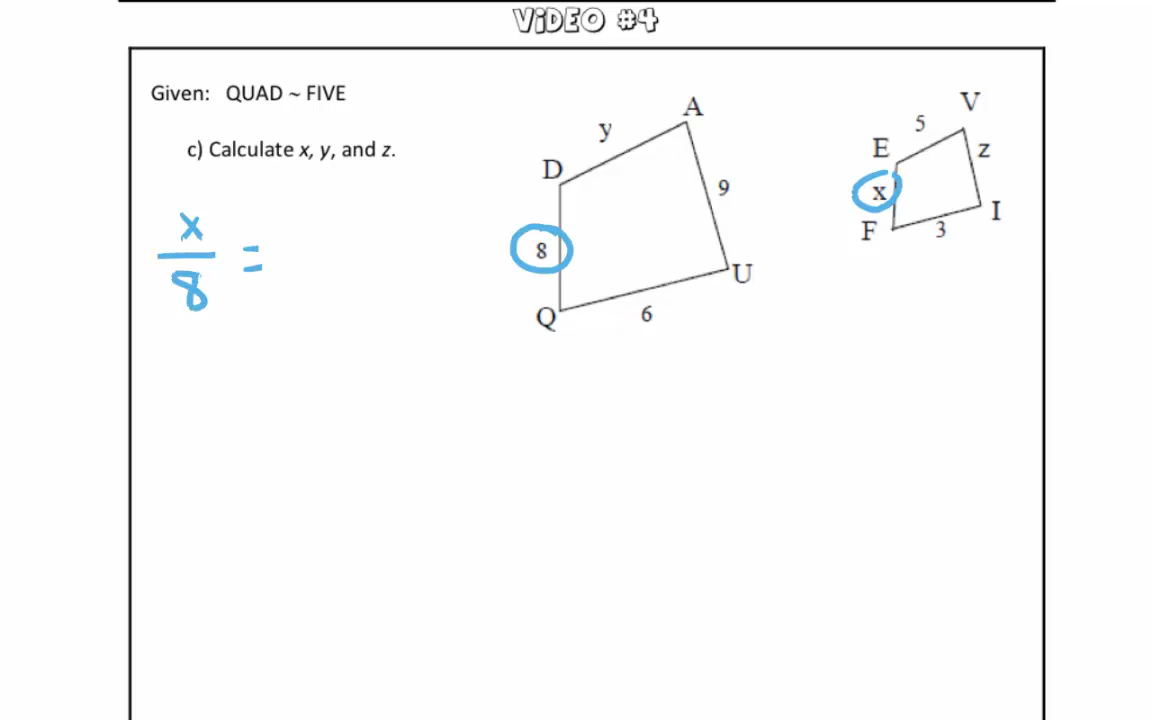 ViDEO #4
Given: QUAD ~ FIVE
c) Calculate x, y, and z.
x
8
=
A
y
D
9
8
U
Q
6
V
5
E
z
x
I
F
3